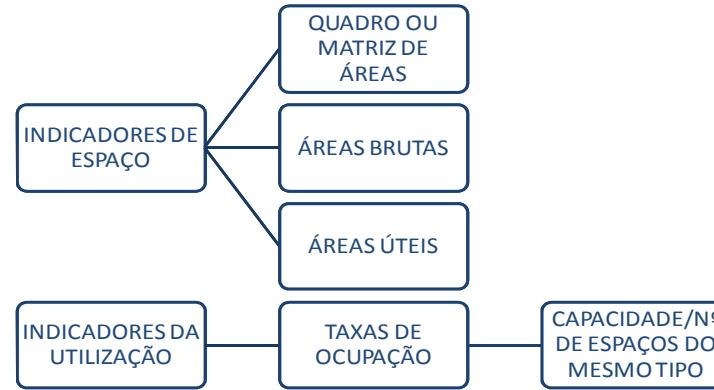 QUADRO OU
MATRIZ DE
ÁREAS
INDICADORES DE
ESPAÇO
ÁREAS BRUTAS
ÁREAS ÚTEIS
INDICADORES DA
UTILIZAÇÃO
TAXAS DE
OCUPAÇÃO
CAPACIDADE/Nº
DE ESPAÇOS DO
MESMO TIPO